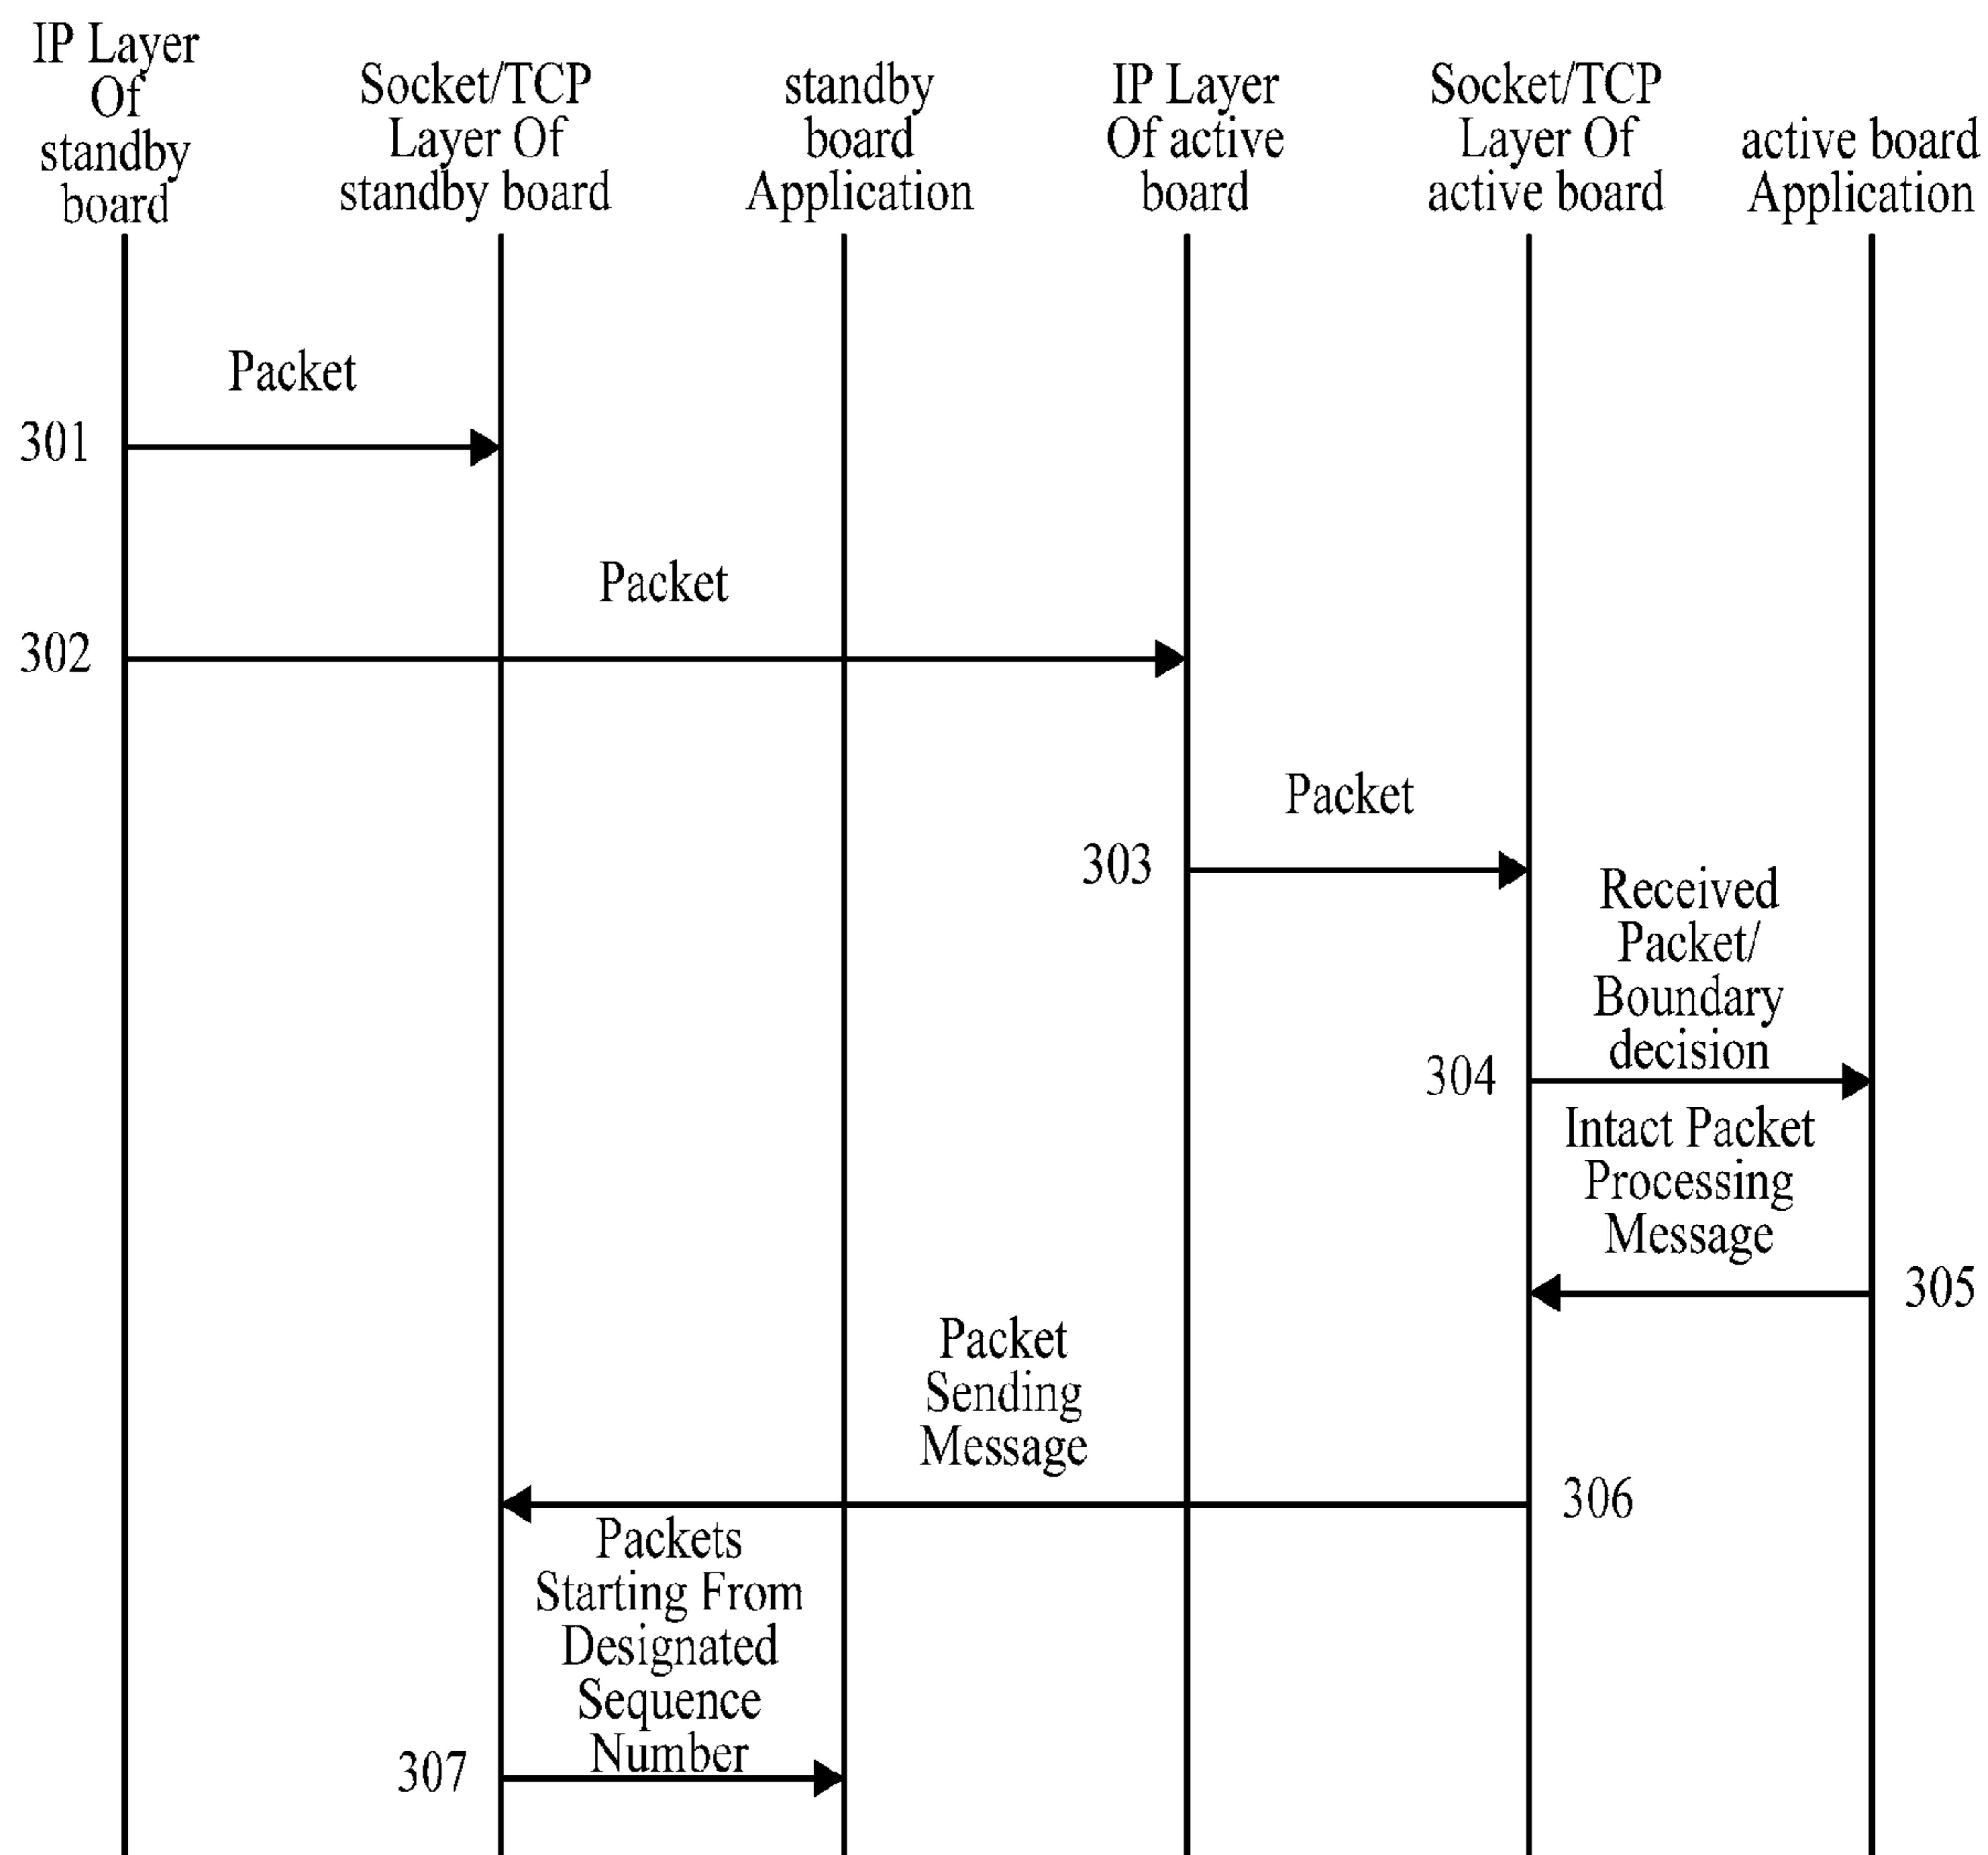 IP Layer
Of
standby
board
Socket/TCP
Layer Of
standby board
standby
board
Application
IP Layer
Of active
board
Socket/TCP
Layer Of
active board
active board
Application
Packet
301
Packet
302
Packet
303
Received
Packet/
Boundary
decision
304
Intact Packet
Processing
Message
305
Packet
Sending
Message
306
Packets
Starting From
Designated
Sequence
Number
307